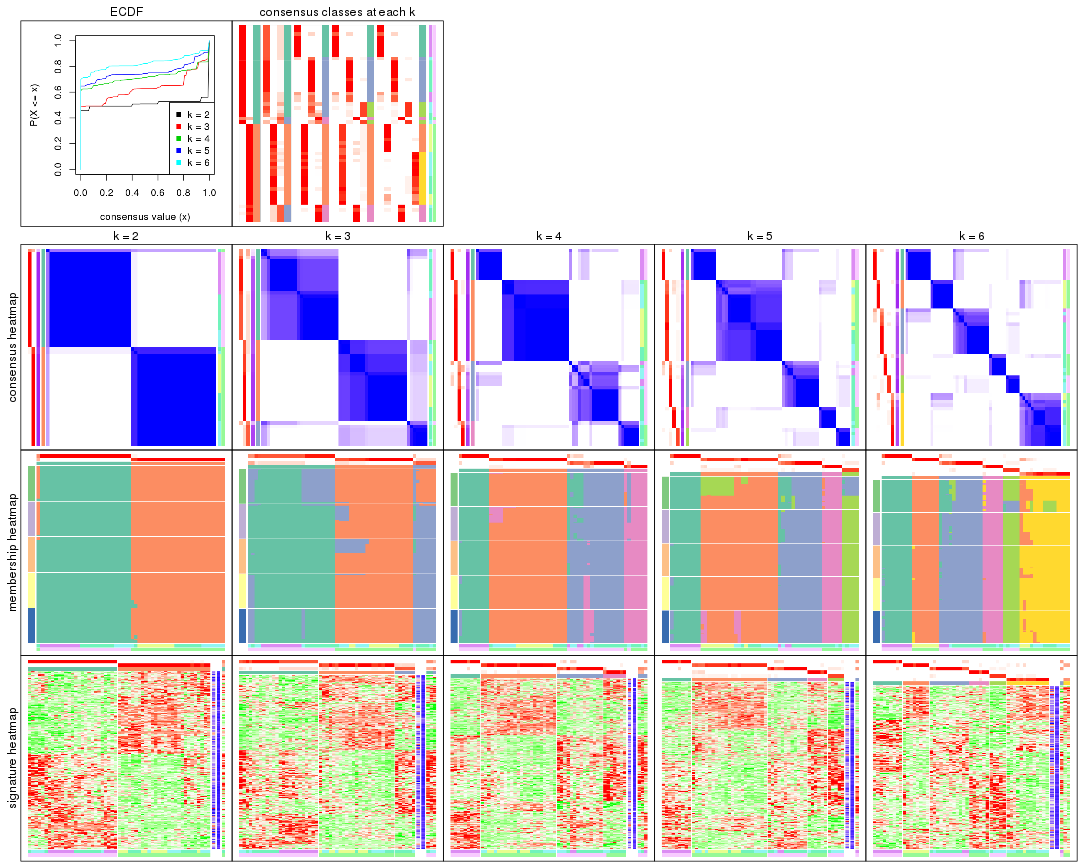 ECDF
consensus classes at each k
P(X <= x)
0.0 0.2 0.4 0.6 0.8 1.0
k = 2
k = 3
k = 4
k = 5
k = 6
0.0 0.2 0.4 0.6 0.8 1.0
consensus value (x)
k = 2
k = 3
k = 4
k = 5
k = 6
consensus heatmap
membership heatmap
signature heatmap